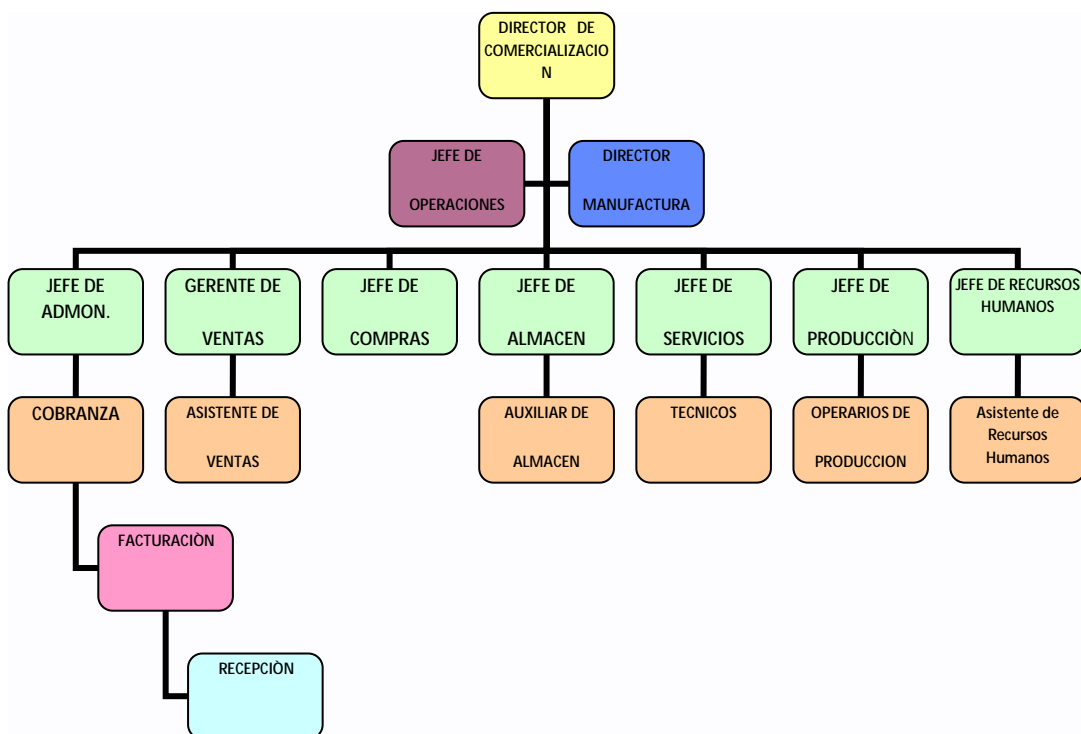 DIRECTOR DE
COMERCIALIZACIO
N
JEFE DE
OPERACIONES
DIRECTOR
MANUFACTURA
JEFE DE
ADMON.
GERENTE DE
VENTAS
JEFE DE
COMPRAS
JEFE DE
ALMACEN
JEFE DE
SERVICIOS
JEFE DE
PRODUCCIÒN
JEFE DE RECURSOS
HUMANOS
COBRANZA
ASISTENTE DE
VENTAS
AUXILIAR DE
ALMACEN
TECNICOS
OPERARIOS DE
PRODUCCION
Asistente de
Recursos
Humanos
FACTURACIÒN
RECEPCIÒN